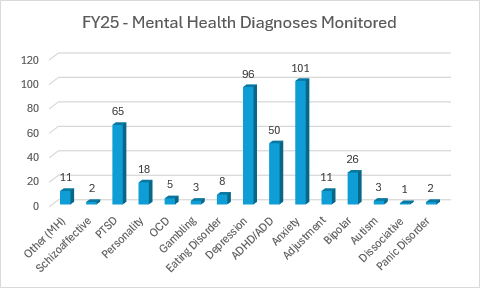 FY25 - Mental Health Diagnoses Monitored
120
100
80
60
40
20
0
11
2
65
18
5
3
8
96
50
101
11
26
3
1
2
Other (MH)
Schizoaffective
PTSD
Personality
OCD
Gambling
Eating Disorder
Depression
ADHD/ADD
Anxiety
Adjustment
Bipolar
Autism
Dissociative
Panic Disorder